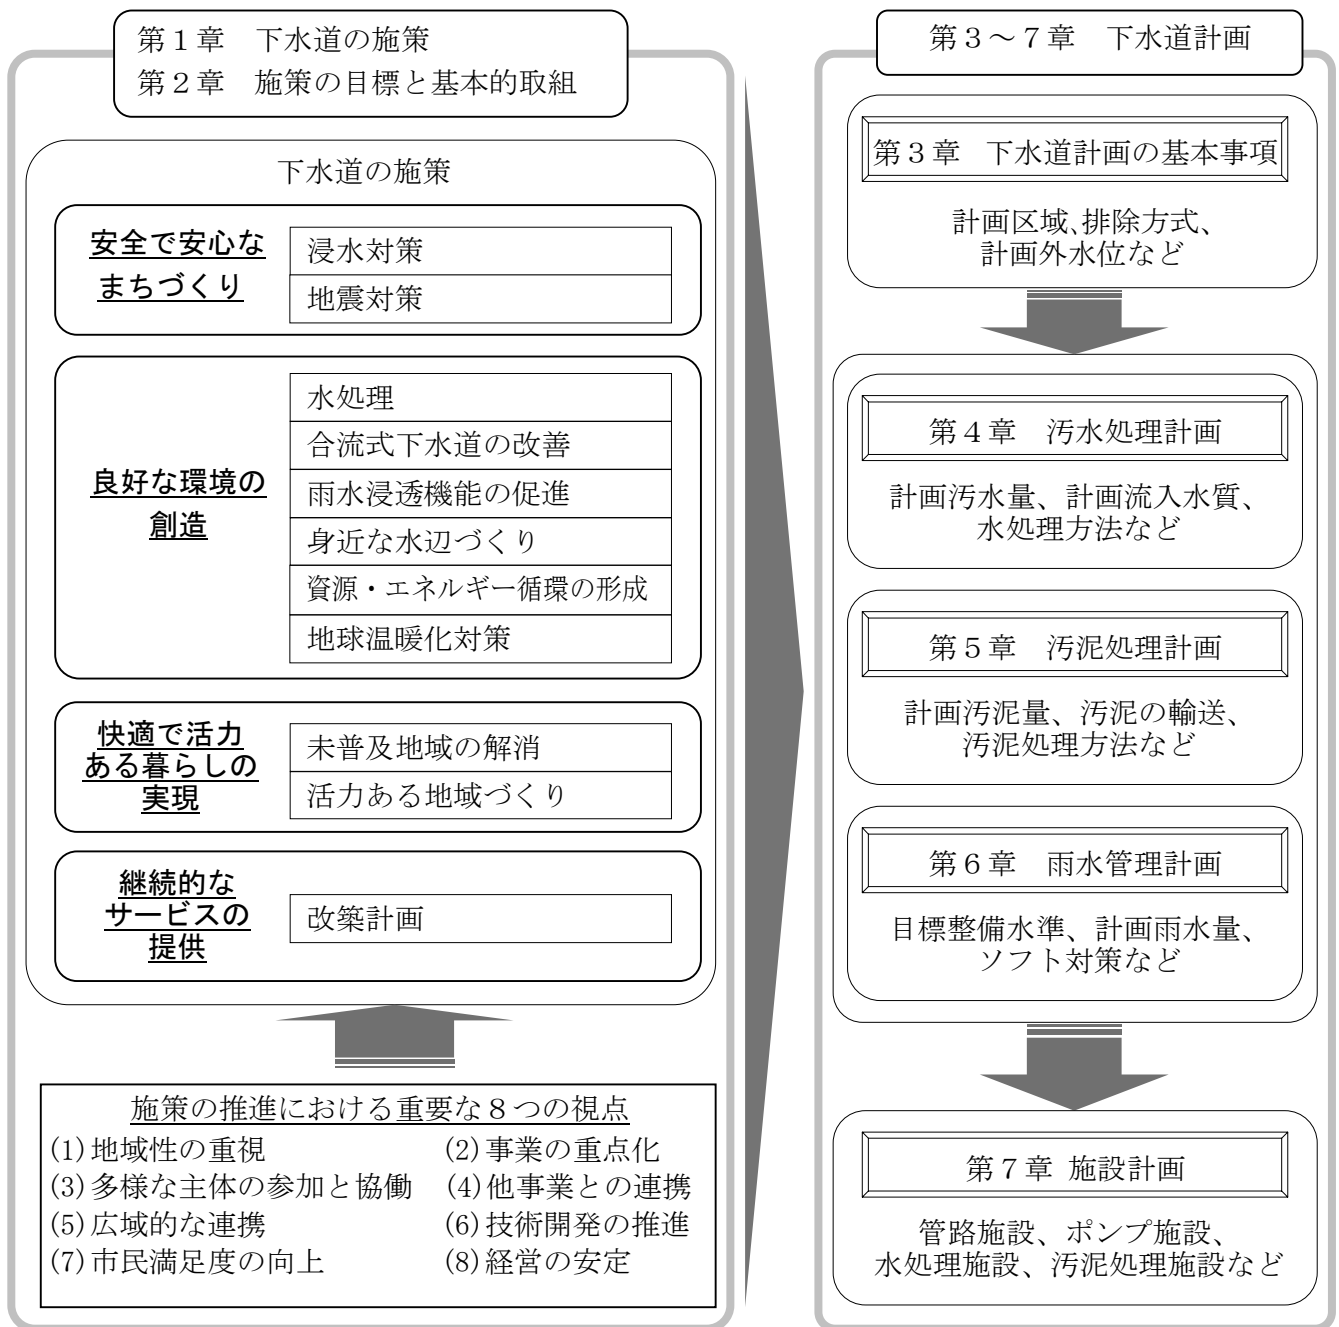 第１章　下水道の施策
第２章　施策の目標と基本的取組
下水道の施策
安全で安心な
まちづくり
浸水対策
地震対策
良好な環境の
創造
水処理
合流式下水道の改善
雨水浸透機能の促進
身近な水辺づくり
資源・エネルギー循環の形成
地球温暖化対策
快適で活力
ある暮らしの
実現
未普及地域の解消
活力ある地域づくり
継続的な
サービスの
提供
改築計画
施策の推進における重要な８つの視点
(1)地域性の重視　(2)事業の重点化
(3)多様な主体の参加と協働　(4)他事業との連携
(5)広域的な連携　(6)技術開発の推進
(7)市民満足度の向上　(8)経営の安定
第３～７章　下水道計画
第３章　下水道計画の基本事項
計画区域、排除方式、
計画外水位など
第４章　汚水処理計画
計画汚水量、計画流入水質、
水処理方法など
第５章　汚泥処理計画
計画汚泥量、汚泥の輸送、
汚泥処理方法など
第６章　雨水管理計画
目標整備水準、計画雨水量、
ソフト対策など
第７章 施設計画
管路施設、ポンプ施設、
水処理施設、汚泥処理施設など